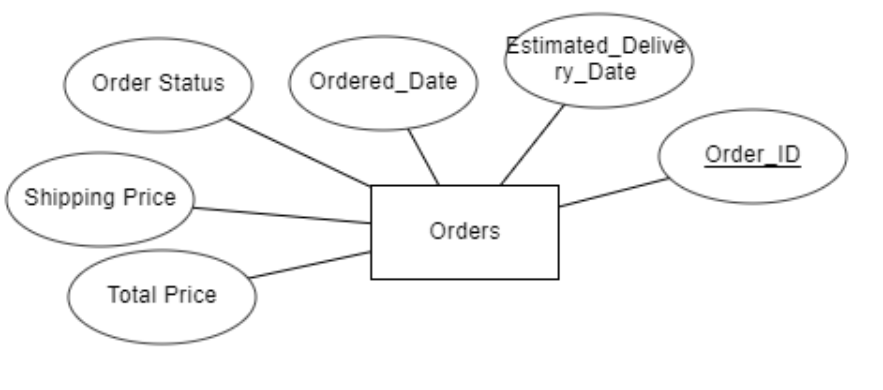 Order Status
Ordered_Date
Estimated_Delive
ry_Date
Order_ID
Shipping Price
Orders
Total Price